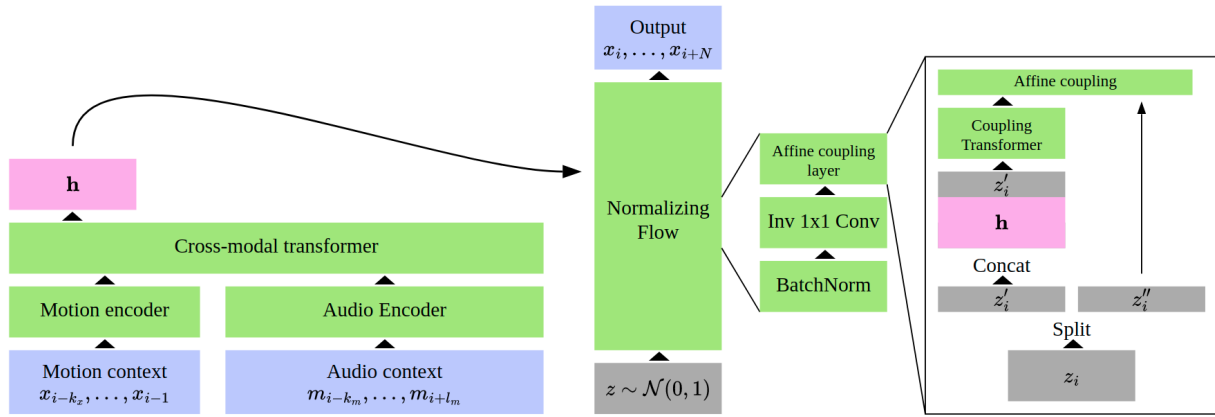 h
Cross-modal transformer
Motion encoder
Audio Encoder
Motion context
x_{i-k_x}, . . . , x_{i-1}
Audio context
m_{i-k_m}, . . . , m_{i+l_m}
Output
x_i, . . . , x_{i+N}
Normalizing
Flow
z ∼ 𝒩(0, 1)
Affine coupling
layer
Inv 1x1 Conv
BatchNorm
Affine coupling
Coupling
Transformer
z′_i
h
Concat
z′_i
z″_i
Split
z_i